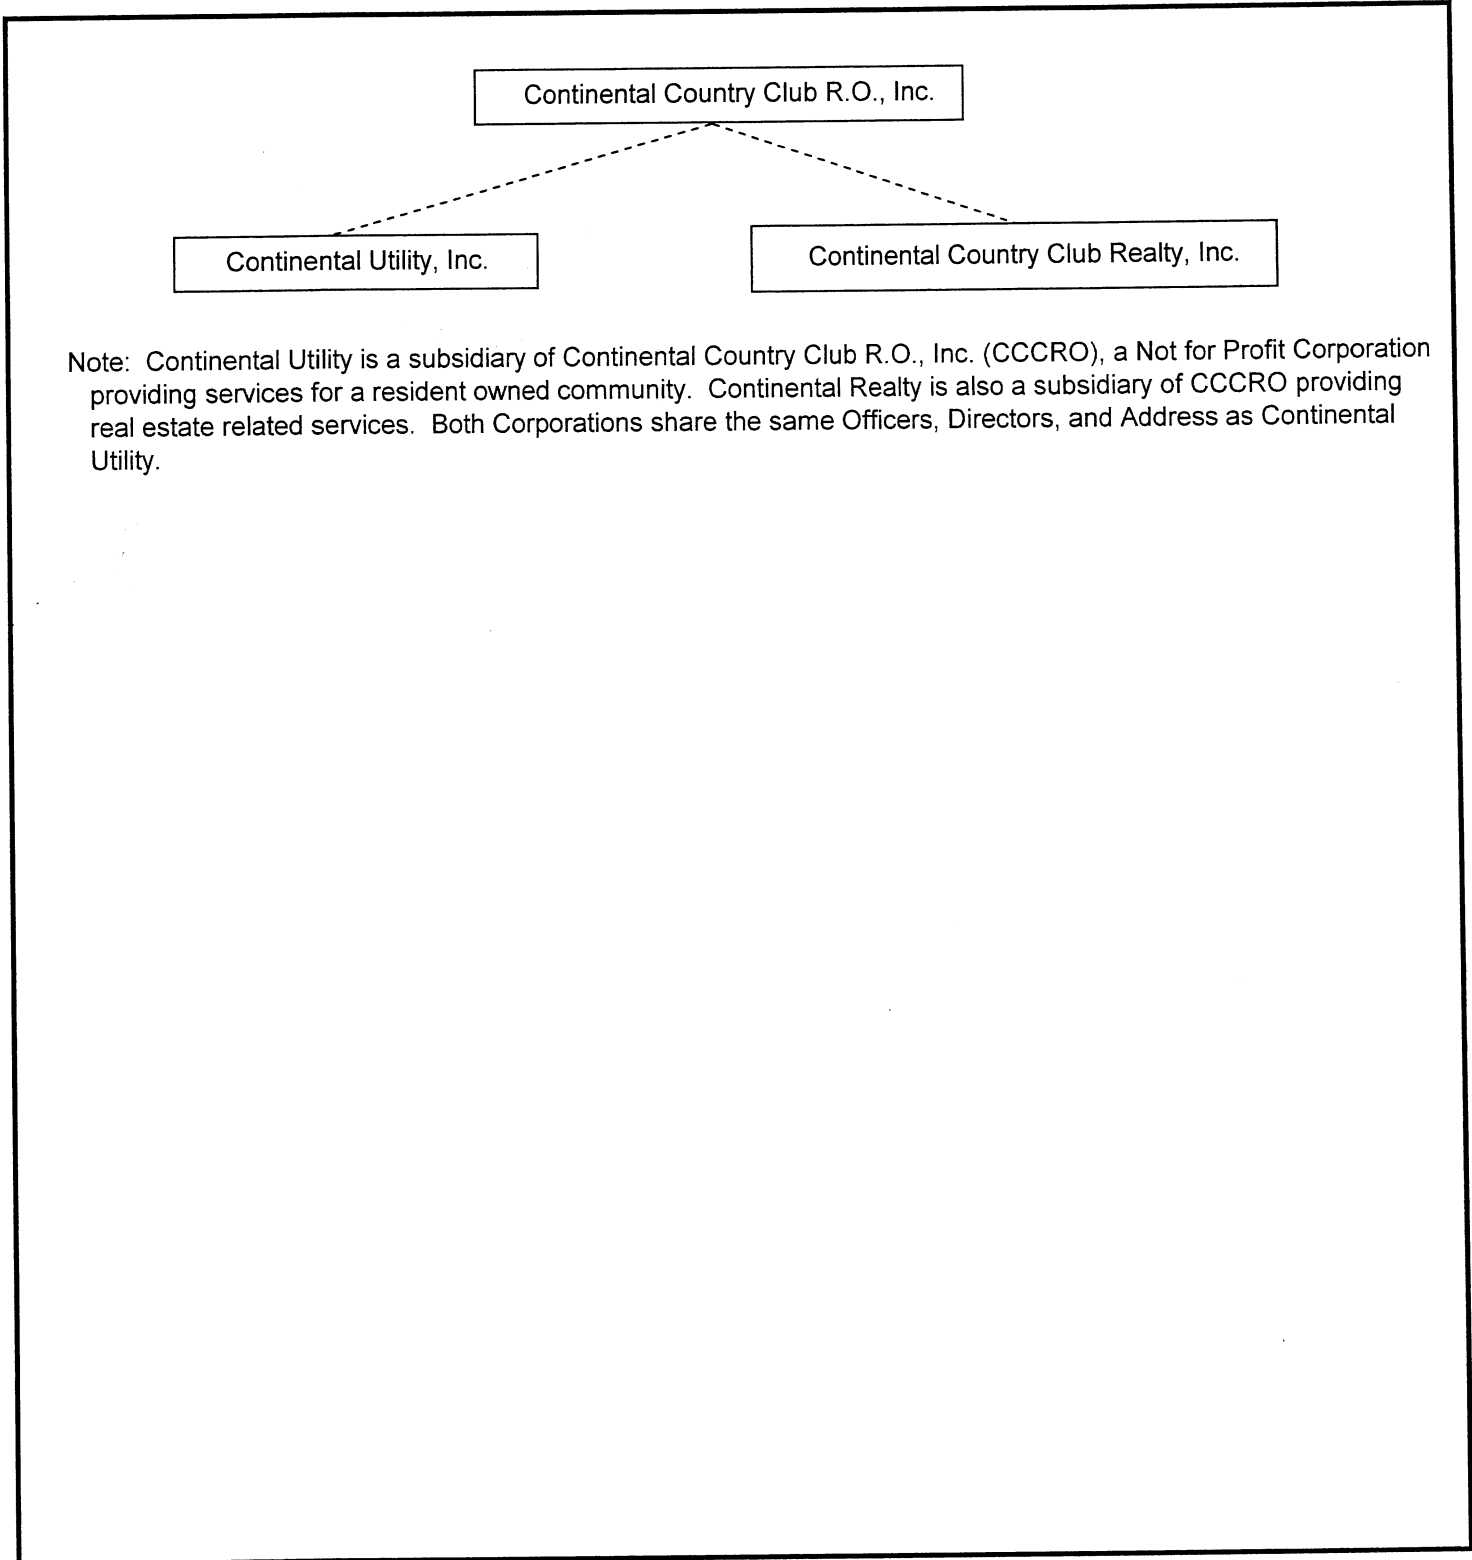 Continental Country Club R.O., Inc.
Continental Utility, Inc.
Continental Country Club Realty, Inc.
Note: Continental Utility is a subsidiary of Continental Country Club R.O., Inc. (CCCRO), a Not for Profit Corporation
providing services for a resident owned community. Continental Realty is also a subsidiary of CCCRO providing
real estate related services. Both Corporations share the same Officers, Directors, and Address as Continental
Utility.